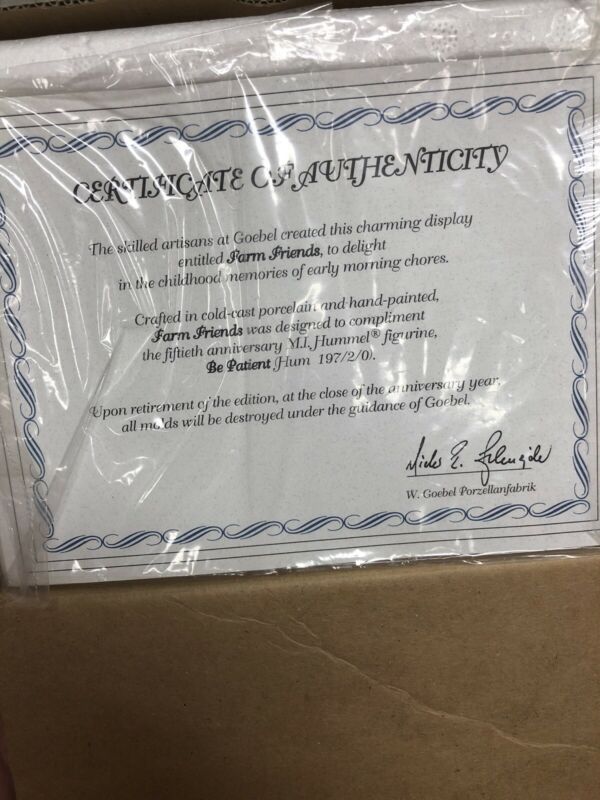 CERTIFICATE OF AUTHENTICITY
The skilled artisans at Goebel created this charming display
entitled Farm Friends, to delight
in the childhood memories of early morning chores.
Crafted in cold-cast porcelain and hand-painted,
Farm Friends was designed to compliment
the fiftieth anniversary M.I. Hummel® figurine,
Be Patient (Hum 197/2/0).
Upon retirement of the edition, at the close of the anniversary year,
all molds will be destroyed under the guidance of Goebel.
W. Goebel Porzellanfabrik